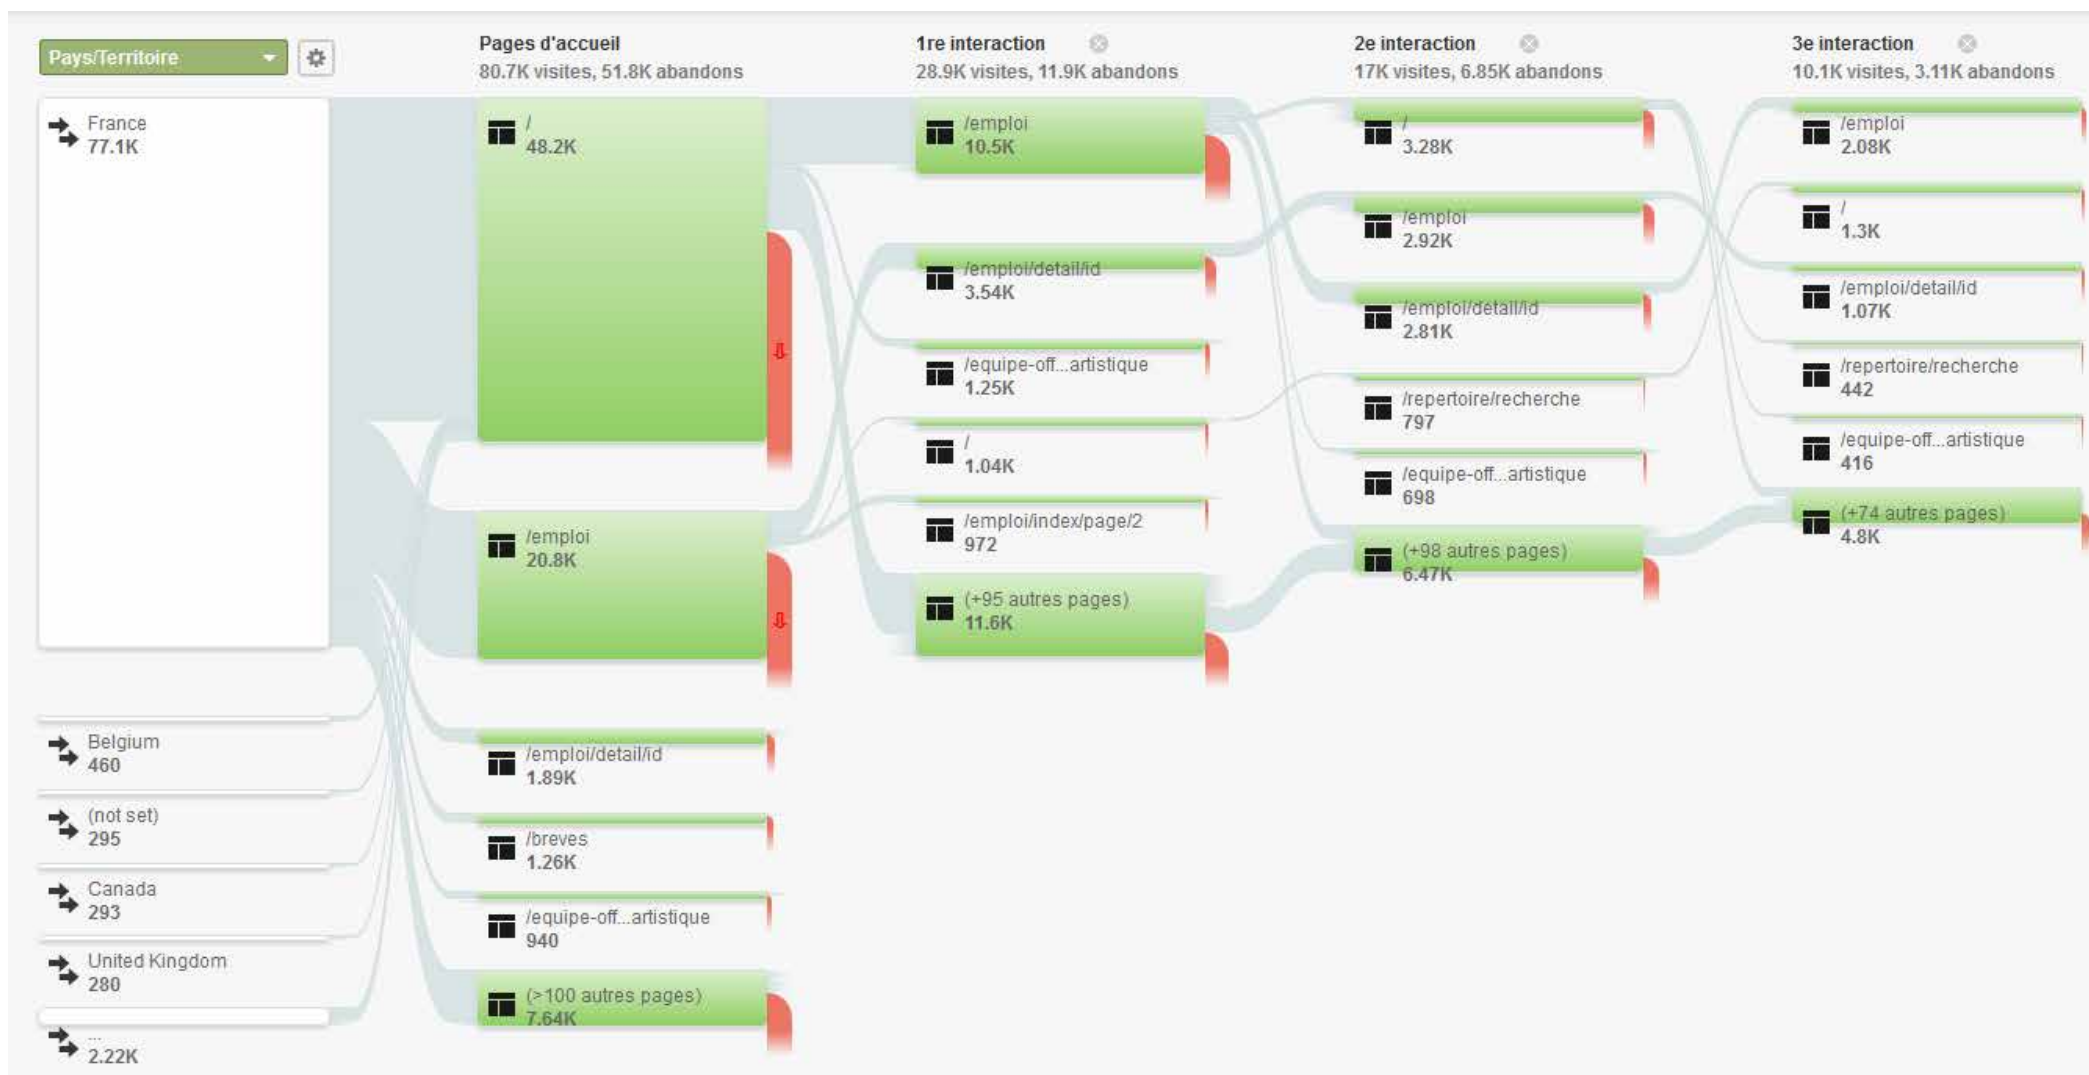 Pays/Territoire
France
77.1K
Belgium
460
(not set)
295
Canada
293
United Kingdom
280
...
2.22K
Pages d'accueil
80.7K visites, 51.8K abandons
/
48.2K
/emploi
20.8K
/emploi/detail/id
1.89K
/breves
1.26K
/equipe-off...artistique
940
(>100 autres pages)
7.64K
1re interaction
28.9K visites, 11.9K abandons
/emploi
10.5K
/emploi/detail/id
3.54K
/equipe-off...artistique
1.25K
/
1.04K
/emploi/index/page/2
972
(+95 autres pages)
11.6K
2e interaction
17K visites, 6.85K abandons
/
3.28K
/emploi
2.92K
/emploi/detail/id
2.81K
/repertoire/recherche
797
/equipe-off...artistique
698
(+98 autres pages)
6.47K
3e interaction
10.1K visites, 3.11K abandons
/emploi
2.08K
/
1.3K
/emploi/detail/id
1.07K
/repertoire/recherche
442
/equipe-off...artistique
416
(+74 autres pages)
4.8K